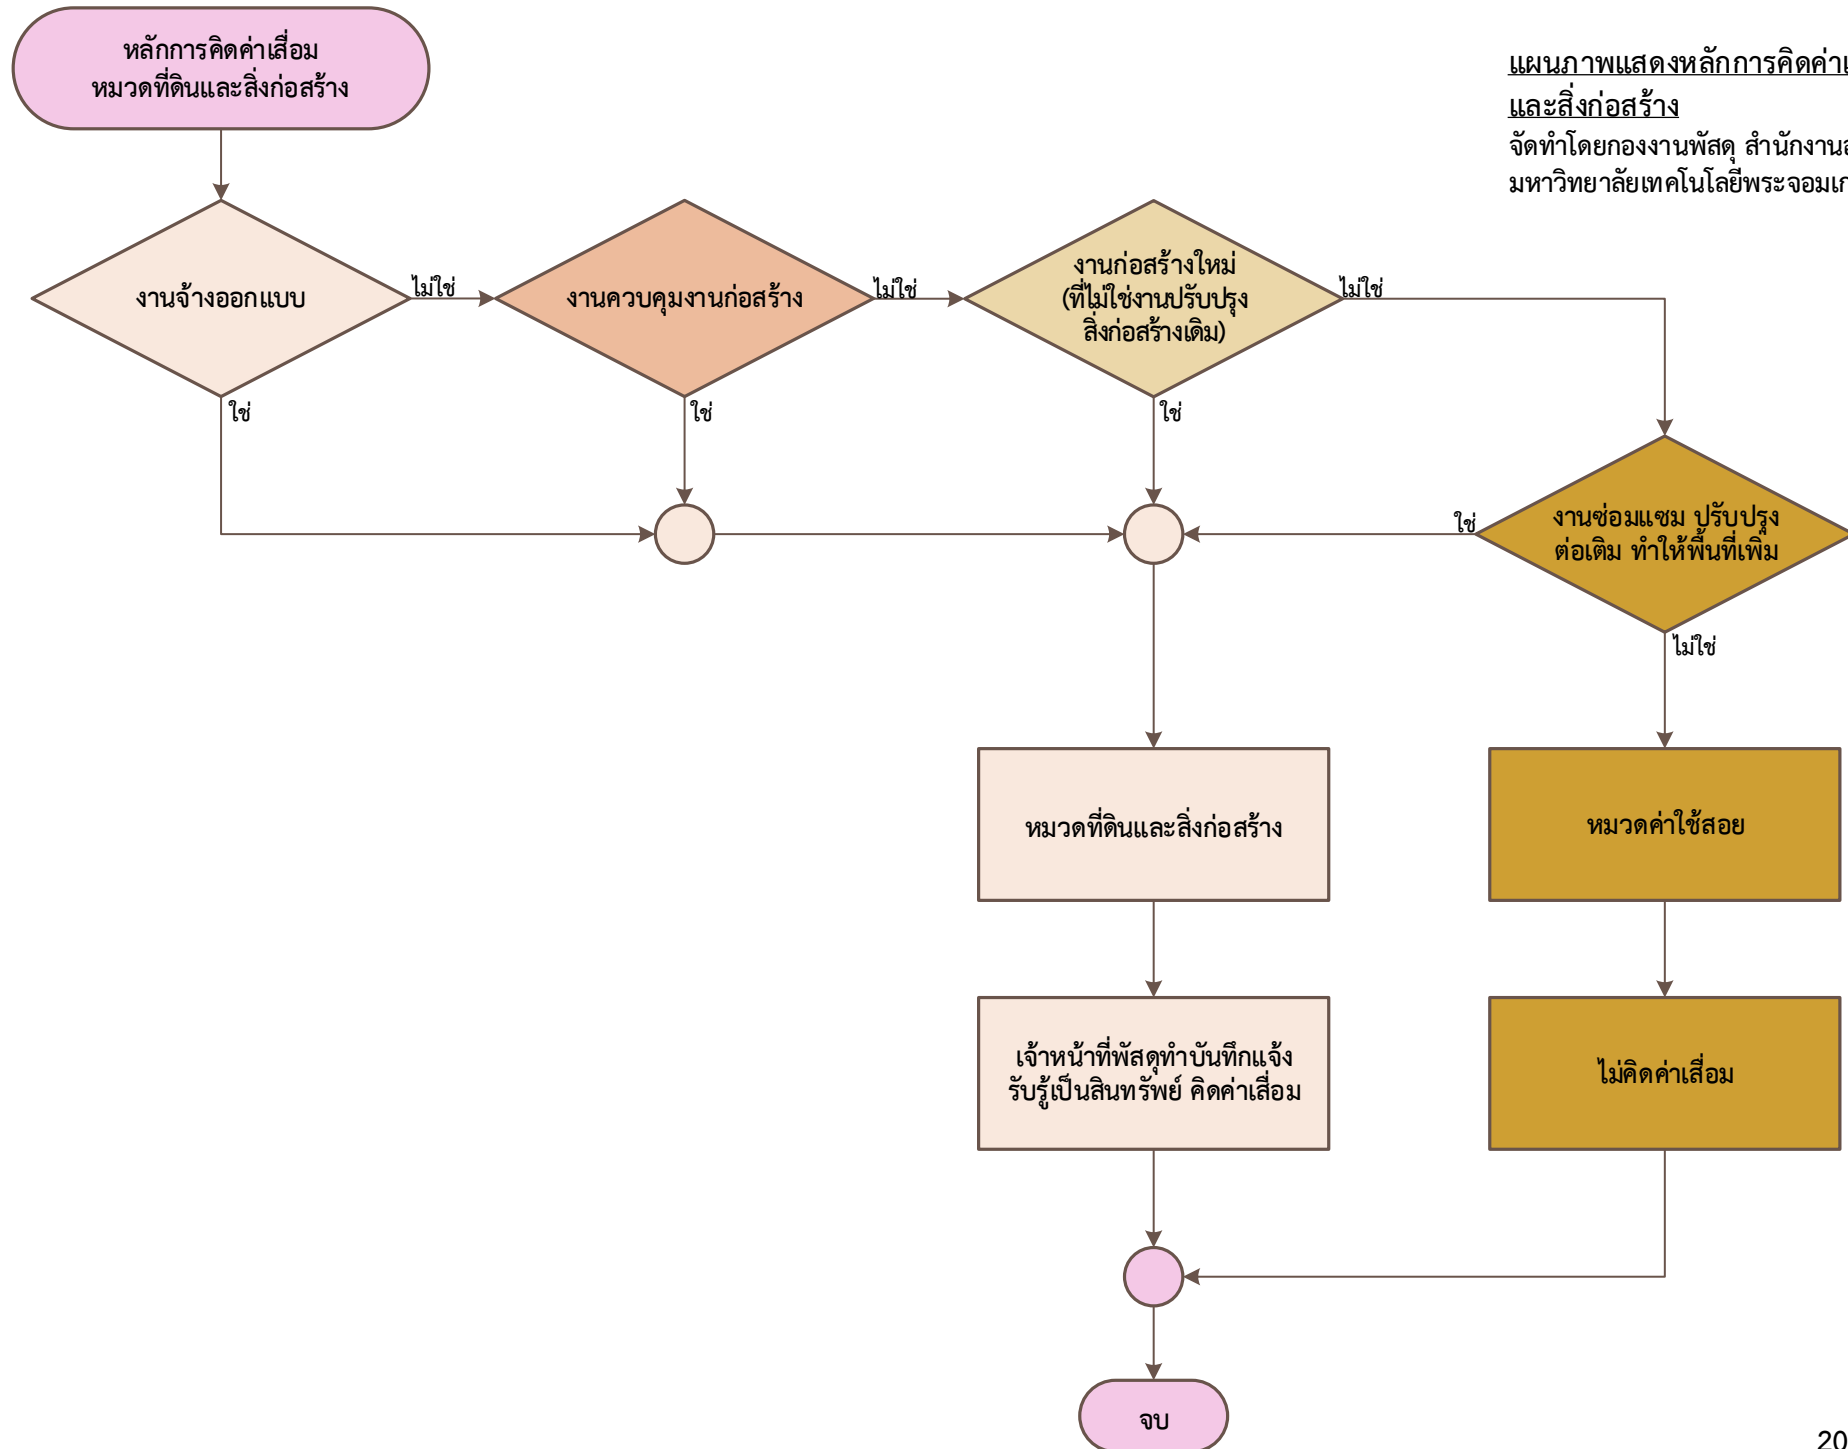 หลักการคิดค่าเสื่อม
หมวดที่ดินและสิ่งก่อสร้าง
แผนภาพแสดงหลักการคิดค่า
และสิ่งก่อสร้าง
จัดทำโดยกองงานพัสดุ สำนักงาน
มหาวิทยาลัยเทคโนโลยีพระจอม
งานจ้างออกแบบ
ไม่ใช่
งานควบคุมงานก่อสร้าง
ไม่ใช่
งานก่อสร้างใหม่
(ที่ไม่ใช่งานปรับปรุง
สิ่งก่อสร้างเดิม)
ไม่ใช่
ใช่
ใช่
ใช่
ใช่
งานซ่อมแซม ปรับปรุง
ต่อเติม ทำให้พื้นที่เพิ่ม
ไม่ใช่
หมวดที่ดินและสิ่งก่อสร้าง
หมวดค่าใช้สอย
เจ้าหน้าที่พัสดุทำบันทึกแจ้ง
รับรู้เป็นสินทรัพย์ คิดค่าเสื่อม
ไม่คิดค่าเสื่อม
จบ
20